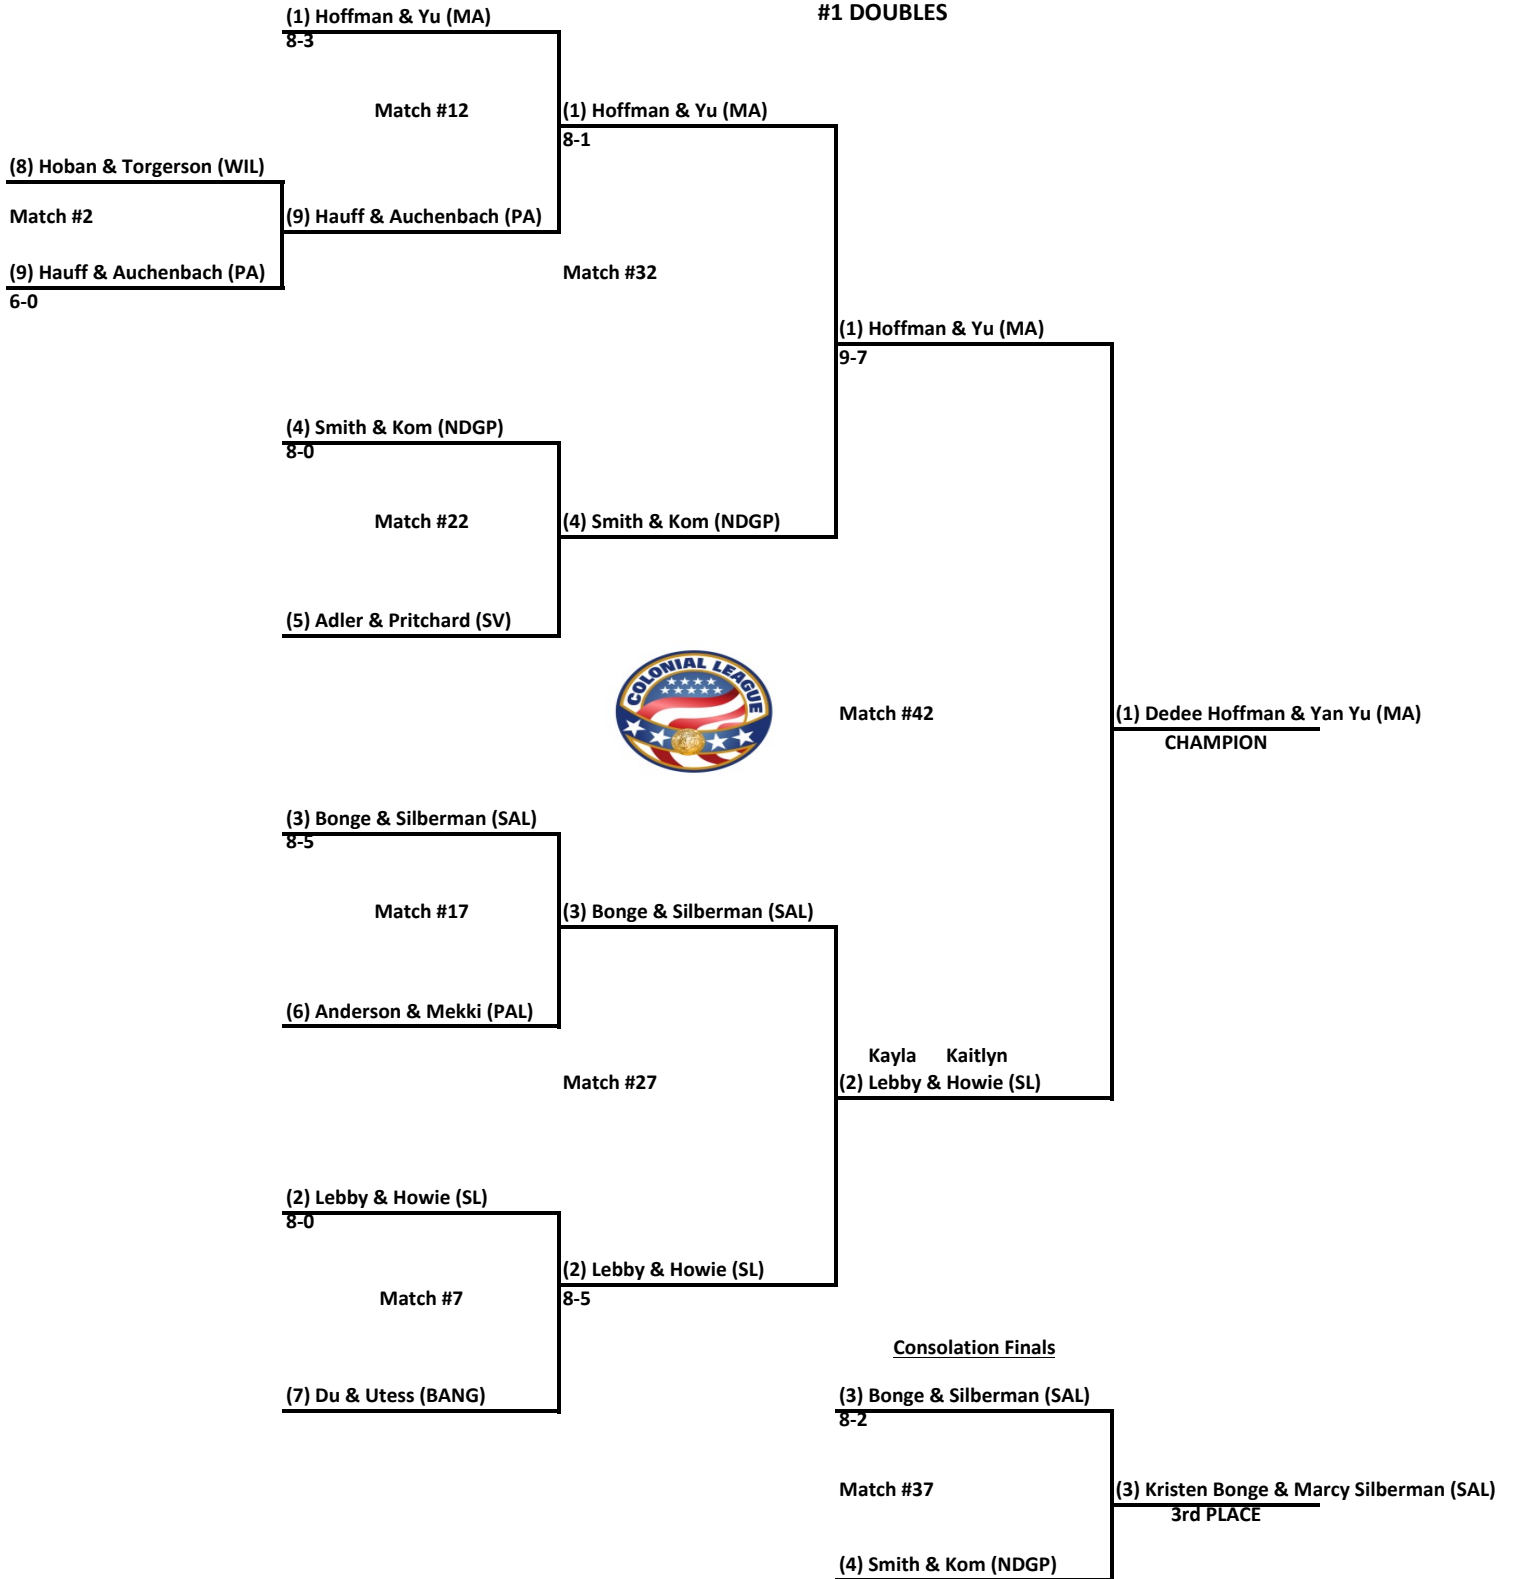 #1 DOUBLES
(1) Hoffman & Yu (MA)
8-3
Match #12
(1) Hoffman & Yu (MA)
8-1
(8) Hoban & Torgerson (WIL)
Match #2
(9) Hauff & Auchenbach (PA)
(9) Hauff & Auchenbach (PA)
6-0
Match #32
(1) Hoffman & Yu (MA)
9-7
(4) Smith & Kom (NDGP)
8-0
Match #22
(4) Smith & Kom (NDGP)
(5) Adler & Pritchard (SV)
COLONIAL LEAGUE
Match #42
(1) Dedee Hoffman & Yan Yu (MA)
CHAMPION
(3) Bonge & Silberman (SAL)
8-5
Match #17
(3) Bonge & Silberman (SAL)
(6) Anderson & Mekki (PAL)
Kayla Kaitlyn
Match #27
(2) Lebby & Howie (SL)
(2) Lebby & Howie (SL)
8-0
(2) Lebby & Howie (SL)
Match #7
8-5
Consolation Finals
(7) Du & Utess (BANG)
(3) Bonge & Silberman (SAL)
8-2
Match #37
(3) Kristen Bonge & Marcy Silberman (SAL)
3rd PLACE
(4) Smith & Kom (NDGP)